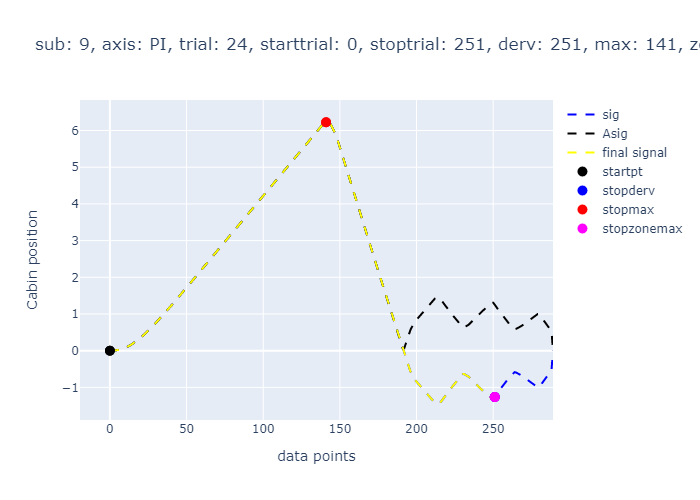 sub: 9, axis: PI, trial: 24, starttrial: 0, stoptrial: 251, derv: 251, max: 141, z
Cabin position
6
5
4
3
2
1
0
−1
0
50
100
150
200
250
data points
sig
Asig
final signal
startpt
stopderv
stopmax
stopzonemax